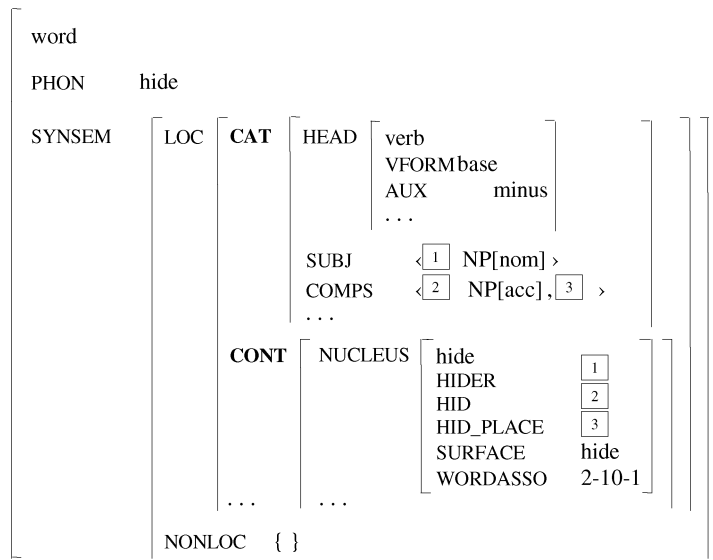 word
PHON hide
SYNSEM LOC CAT HEAD verb
VFORM base
AUX minus
...
SUBJ ‹ 1 NP[nom] ›
COMPS ‹ 2 NP[acc] , 3 ›
...
CONT NUCLEUS hide
HIDER 1
HID 2
HID_PLACE 3
SURFACE hide
WORDASSO 2-10-1
... ...
NONLOC { }